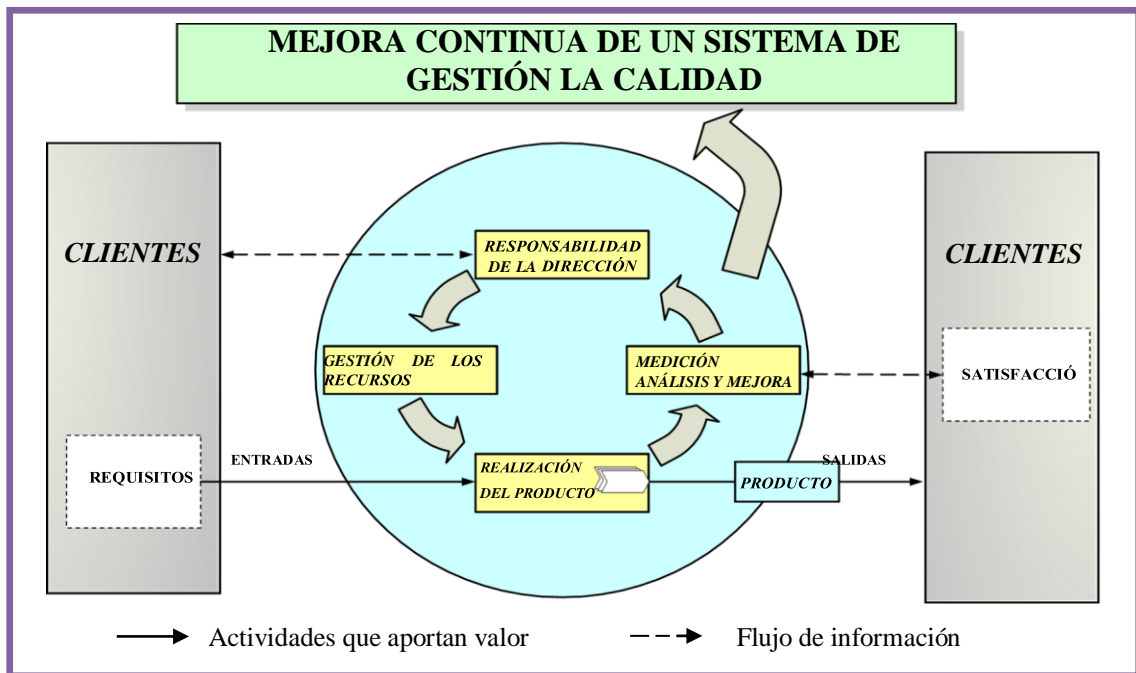 MEJORA CONTINUA DE UN SISTEMA DE
GESTIÓN LA CALIDAD
CLIENTES
REQUISITOS
ENTRADAS
RESPONSABILIDAD
DE LA DIRECCIÓN
GESTIÓN DE LOS
RECURSOS
MEDICIÓN
ANÁLISIS Y MEJORA
REALIZACIÓN
DEL PRODUCTO
PRODUCTO
SALIDAS
CLIENTES
SATISFACCIÓ
Actividades que aportan valor
Flujo de información